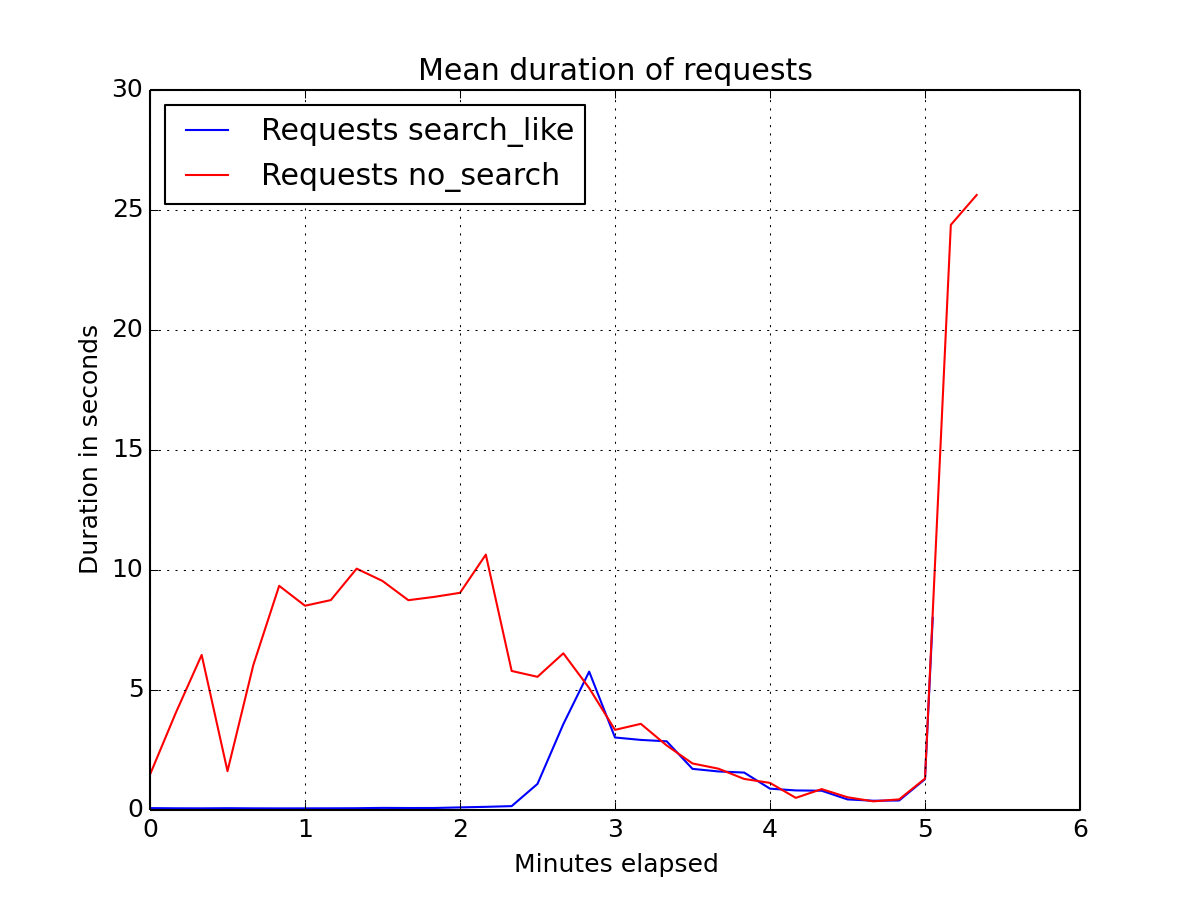 Mean duration of requests
30
Requests search_like
Requests no_search
25
20
15
10
5
0
Duration in seconds
0 1 2 3 4 5 6
Minutes elapsed